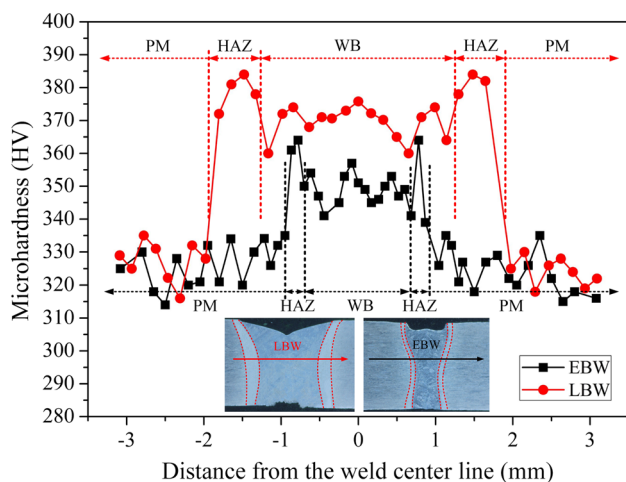 400
390
380
370
360
350
340
330
320
310
300
290
280
Microhardness (HV)
PM HAZ WB HAZ PM
PM HAZ WB HAZ PM
LBW EBW
EBW
LBW
-3 -2 -1 0 1 2 3
Distance from the weld center line (mm)